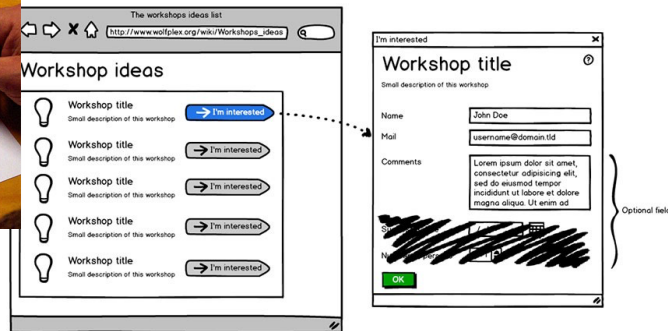 The workshops ideas list
http://www.wolfplex.org/wiki/Workshops_ideas
Workshop ideas
Workshop title
Small description of this workshop
I'm interested
Workshop title
Small description of this workshop
I'm interested
Workshop title
Small description of this workshop
I'm interested
Workshop title
Small description of this workshop
I'm interested
Workshop title
Small description of this workshop
I'm interested
I'm interested
Workshop title
?
Small description of this workshop
Name
John Doe
Mail
username@domain.tld
Comments
Lorem ipsum dolor sit amet,
consectetur adipisicing elit,
sed do eiusmod tempor
incididunt ut labore et dolore
magna aliqua. Ut enim ad
Optional field
OK